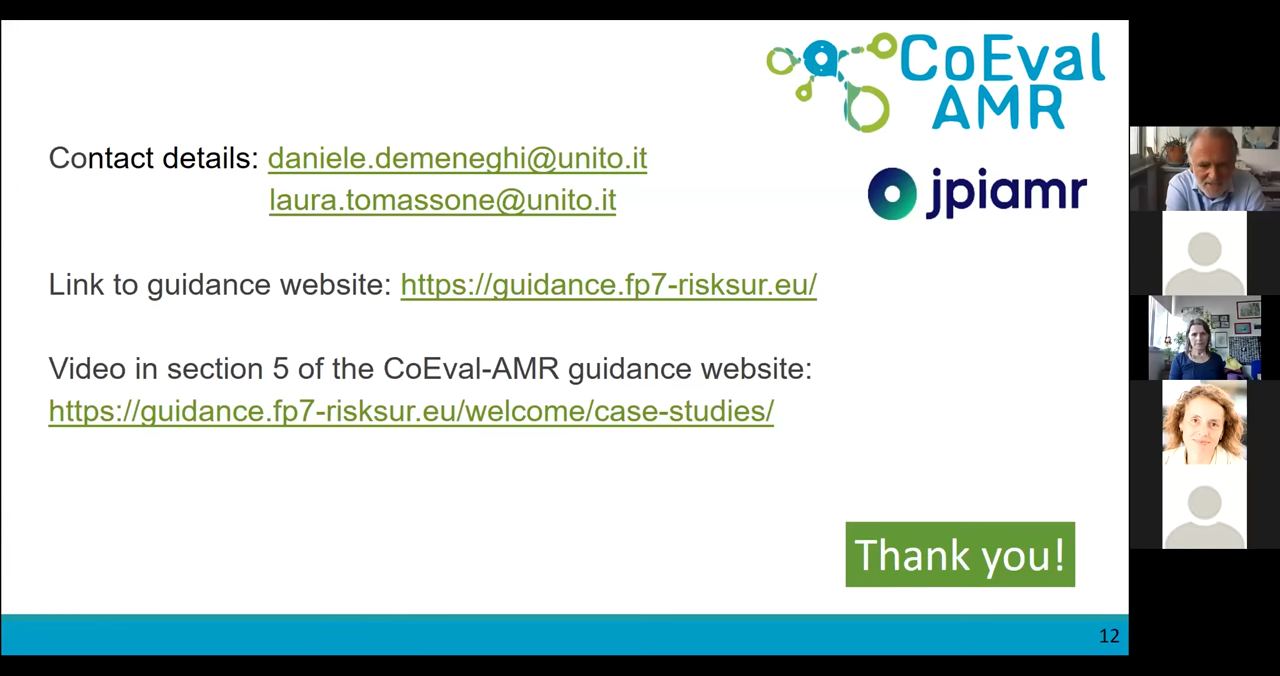 CoEval
AMR
Contact details: daniele.demeneghi@unito.it
laura.tomassone@unito.it
jpiamr
Link to guidance website: https://guidance.fp7-risksur.eu/
Video in section 5 of the CoEval-AMR guidance website:
https://guidance.fp7-risksur.eu/welcome/case-studies/
Thank you!
12